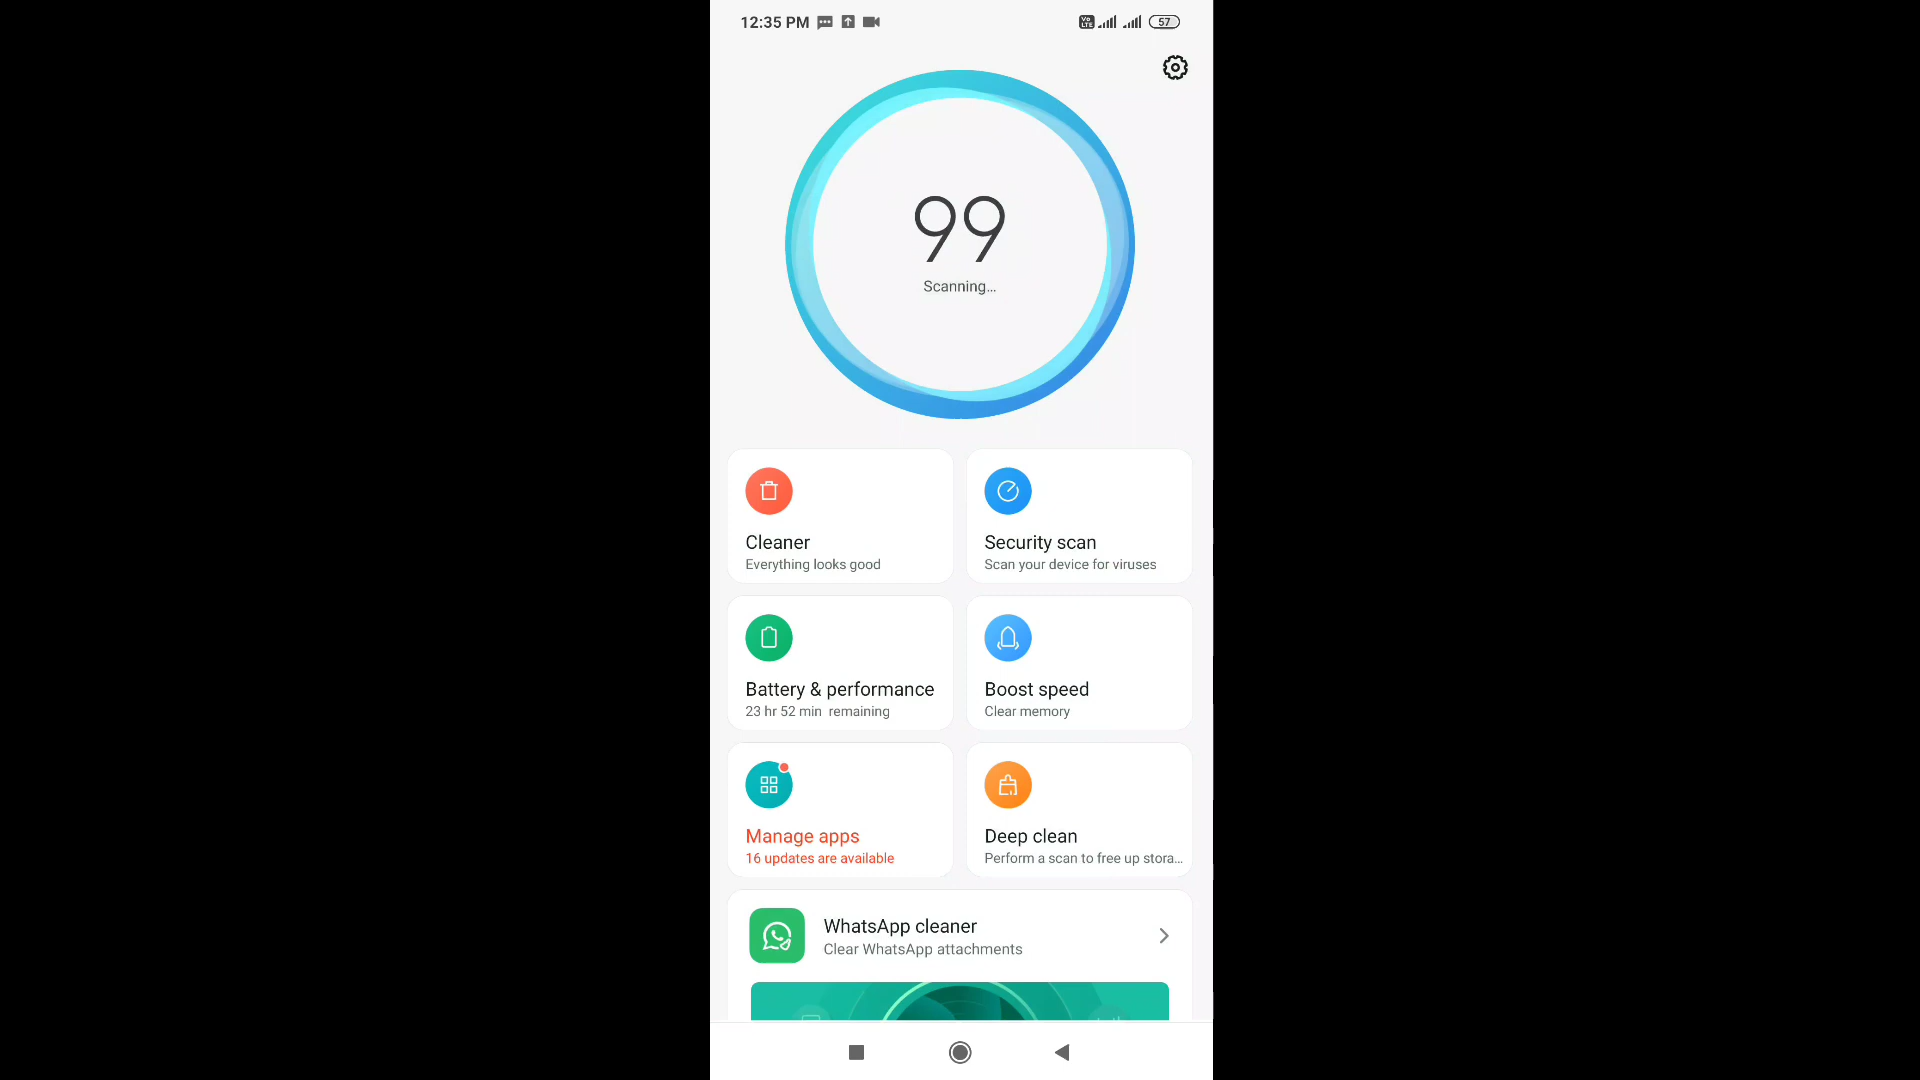 12:35 PM
Vo LTE
57
99
Scanning...
Cleaner
Everything looks good
Security scan
Scan your device for viruses
Battery & performance
23 hr 52 min remaining
Boost speed
Clear memory
Manage apps
16 updates are available
Deep clean
Perform a scan to free up stora...
WhatsApp cleaner
Clear WhatsApp attachments